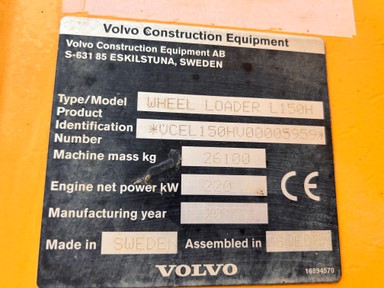 Volvo Construction Equipment
Volvo Construction Equipment AB
S-631 85 ESKILSTUNA, SWEDEN
Type/Model WHEEL LOADER L150H
Product
Identification *VCEL150HV00005959*
Number
Machine mass kg 26100
Engine net power kW 220
Manufacturing year
Made in SWEDEN Assembled in SWEDEN
CE
VOLVO
16894570